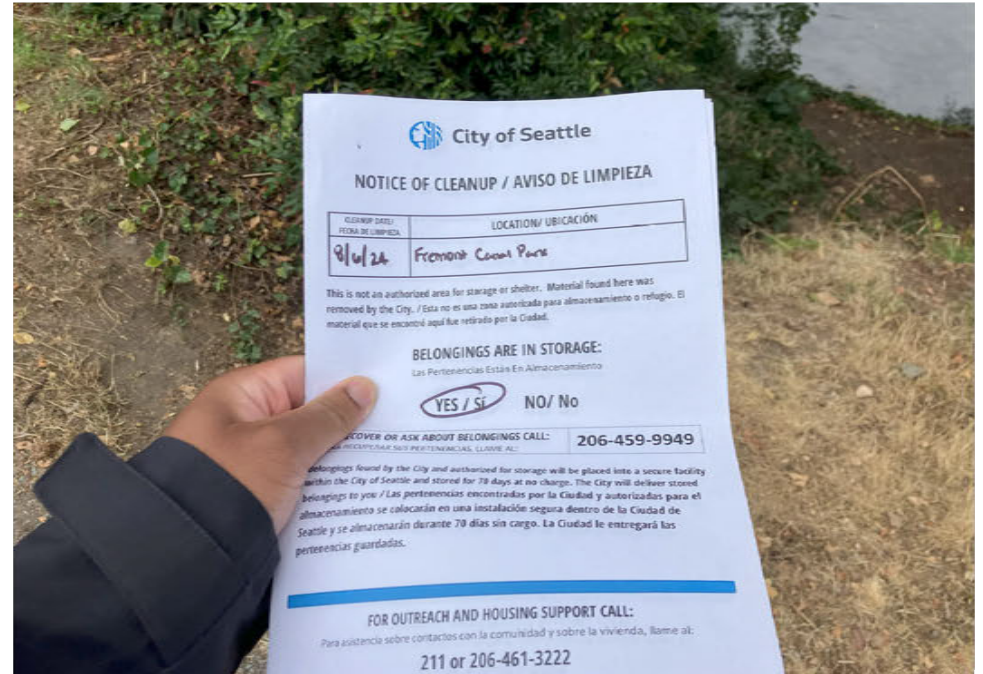 City of Seattle
NOTICE OF CLEANUP / AVISO DE LIMPIEZA
CLEANUP DATE/
FECHA DE LIMPIEZA
LOCATION/ UBICACIÓN
8/6/24
Fremont Canal Park
This is not an authorized area for storage or shelter. Material found here was
removed by the City. / Esta no es una zona autorizada para almacenamiento o refugio. El
material que se encontró aquí fue retirado por la Ciudad.
BELONGINGS ARE IN STORAGE:
Las Pertenencias Están En Almacenamiento
YES / Sí NO/ No
RECOVER OR ASK ABOUT BELONGINGS CALL:
RECUPERAR SUS PERTENENCIAS, LLAME AL:
206-459-9949
Belongings found by the City and authorized for storage will be placed into a secure facility
within the City of Seattle and stored for 70 days at no charge. The City will deliver stored
belongings to you / Las pertenencias encontradas por la Ciudad y autorizadas para el
almacenamiento se colocarán en una instalación segura dentro de la Ciudad de
Seattle y se almacenarán durante 70 días sin cargo. La Ciudad le entregará las
pertenencias guardadas.
FOR OUTREACH AND HOUSING SUPPORT CALL:
Para asistencia sobre contactos con la comunidad y sobre la vivienda, llame al:
211 or 206-461-3222